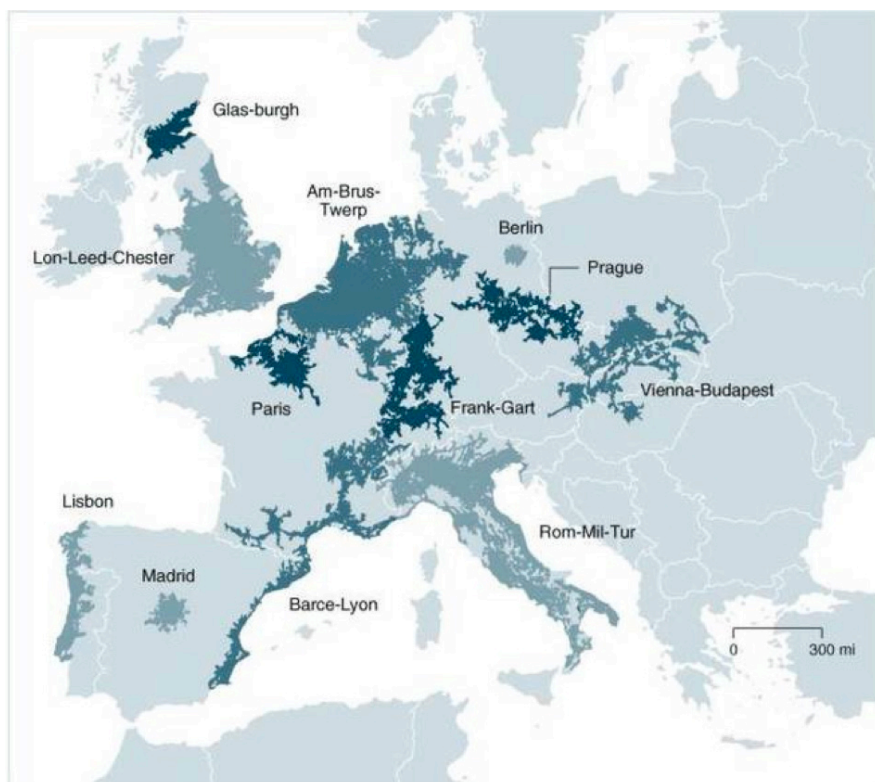 Glas-burgh
Am-Brus-
Twerp
Berlin
Lon-Leed-Chester
Prague
Paris
Frank-Gart
Vienna-Budapest
Lisbon
Rom-Mil-Tur
Madrid
Barce-Lyon
0 300 mi